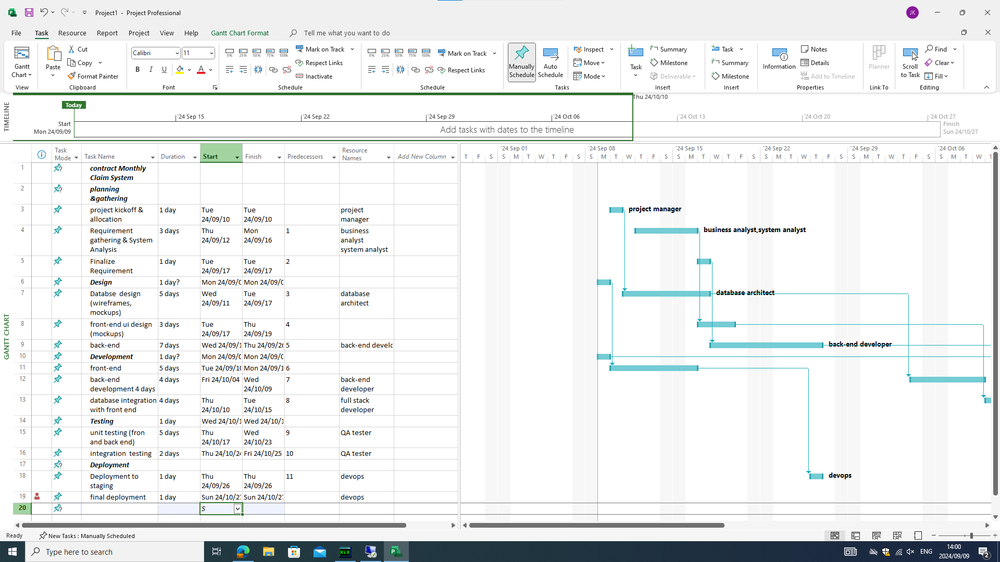 Project1 - Project Professional
JK
File Task Resource Report Project View Help Gantt Chart Format Tell me what you want to do
Gantt Chart
View
Paste
Cut
Copy
Format Painter
Clipboard
Calibri 11
B I U A
Font
0% 25% 50% 75% 100%
Mark on Track
Respect Links
Inactivate
Schedule
0% 25% 50% 75% 100%
Mark on Track
Respect Links
Schedule
Manually Schedule
Auto Schedule
Inspect
Move
Mode
Tasks
Task
Summary
Milestone
Deliverable
Insert
Task
Summary
Milestone
Insert
Information
Notes
Details
Add to Timeline
Properties
Planner
Link To
Scroll to Task
Find
Clear
Fill
Editing
TIMELINE
Today
Thu 24/10/10
'24 Sep 15 '24 Sep 22 '24 Sep 29 '24 Oct 06 '24 Oct 13 '24 Oct 20 '24 Oct 27
Start
Mon 24/09/09
Add tasks with dates to the timeline
Finish
Sun 24/10/27
GANTT CHART
Task Mode Task Name Duration Start Finish Predecessors Resource Names Add New Column
'24 Sep 01 '24 Sep 08 '24 Sep 15 '24 Sep 22 '24 Sep 29 '24 Oct 06
T F S S M T W T F S S M T W T F S S M T W T F S S M T W T F S S M T W T F S S M T W T
1 contract Monthly Claim System
2 planning &gathering
3 project kickoff & allocation 1 day Tue 24/09/10 Tue 24/09/10 project manager
4 Requirement gathering & System Analysis 3 days Thu 24/09/12 Mon 24/09/16 1 business analyst system analyst
5 Finalize Requirement 1 day Tue 24/09/17 Tue 24/09/17 2
6 Design 1 day? Mon 24/09/0 Mon 24/09/0
7 Databse design (wireframes, mockups) 5 days Wed 24/09/11 Tue 24/09/17 3 database architect
8 front-end ui design (mockups) 3 days Tue 24/09/17 Thu 24/09/19 4
9 back-end 7 days Wed 24/09/1 Thu 24/09/26 5 back-end develo
10 Development 1 day? Mon 24/09/0 Mon 24/09/0
11 front-end 5 days Tue 24/09/10 Mon 24/09/1 6
12 back-end development 4 days 4 days Fri 24/10/04 Wed 24/10/09 7 back-end developer
13 database integration with front end 4 days Thu 24/10/10 Tue 24/10/15 8 full stack developer
14 Testing 1 day Wed 24/10/1 Wed 24/10/1
15 unit testing (fron and back end) 5 days Thu 24/10/17 Wed 24/10/23 9 QA tester
16 integration testing 2 days Thu 24/10/24 Fri 24/10/25 10 QA tester
17 Deployment
18 Deployment to staging 1 day Thu 24/09/26 Thu 24/09/26 11 devops
19 final deployment 1 day Sun 24/10/27 Sun 24/10/27 devops
20 S
project manager
business analyst,system analyst
database architect
back-end developer
devops
Ready New Tasks : Manually Scheduled
Type here to search
KiX
ENG
14:00
2024/09/09
2